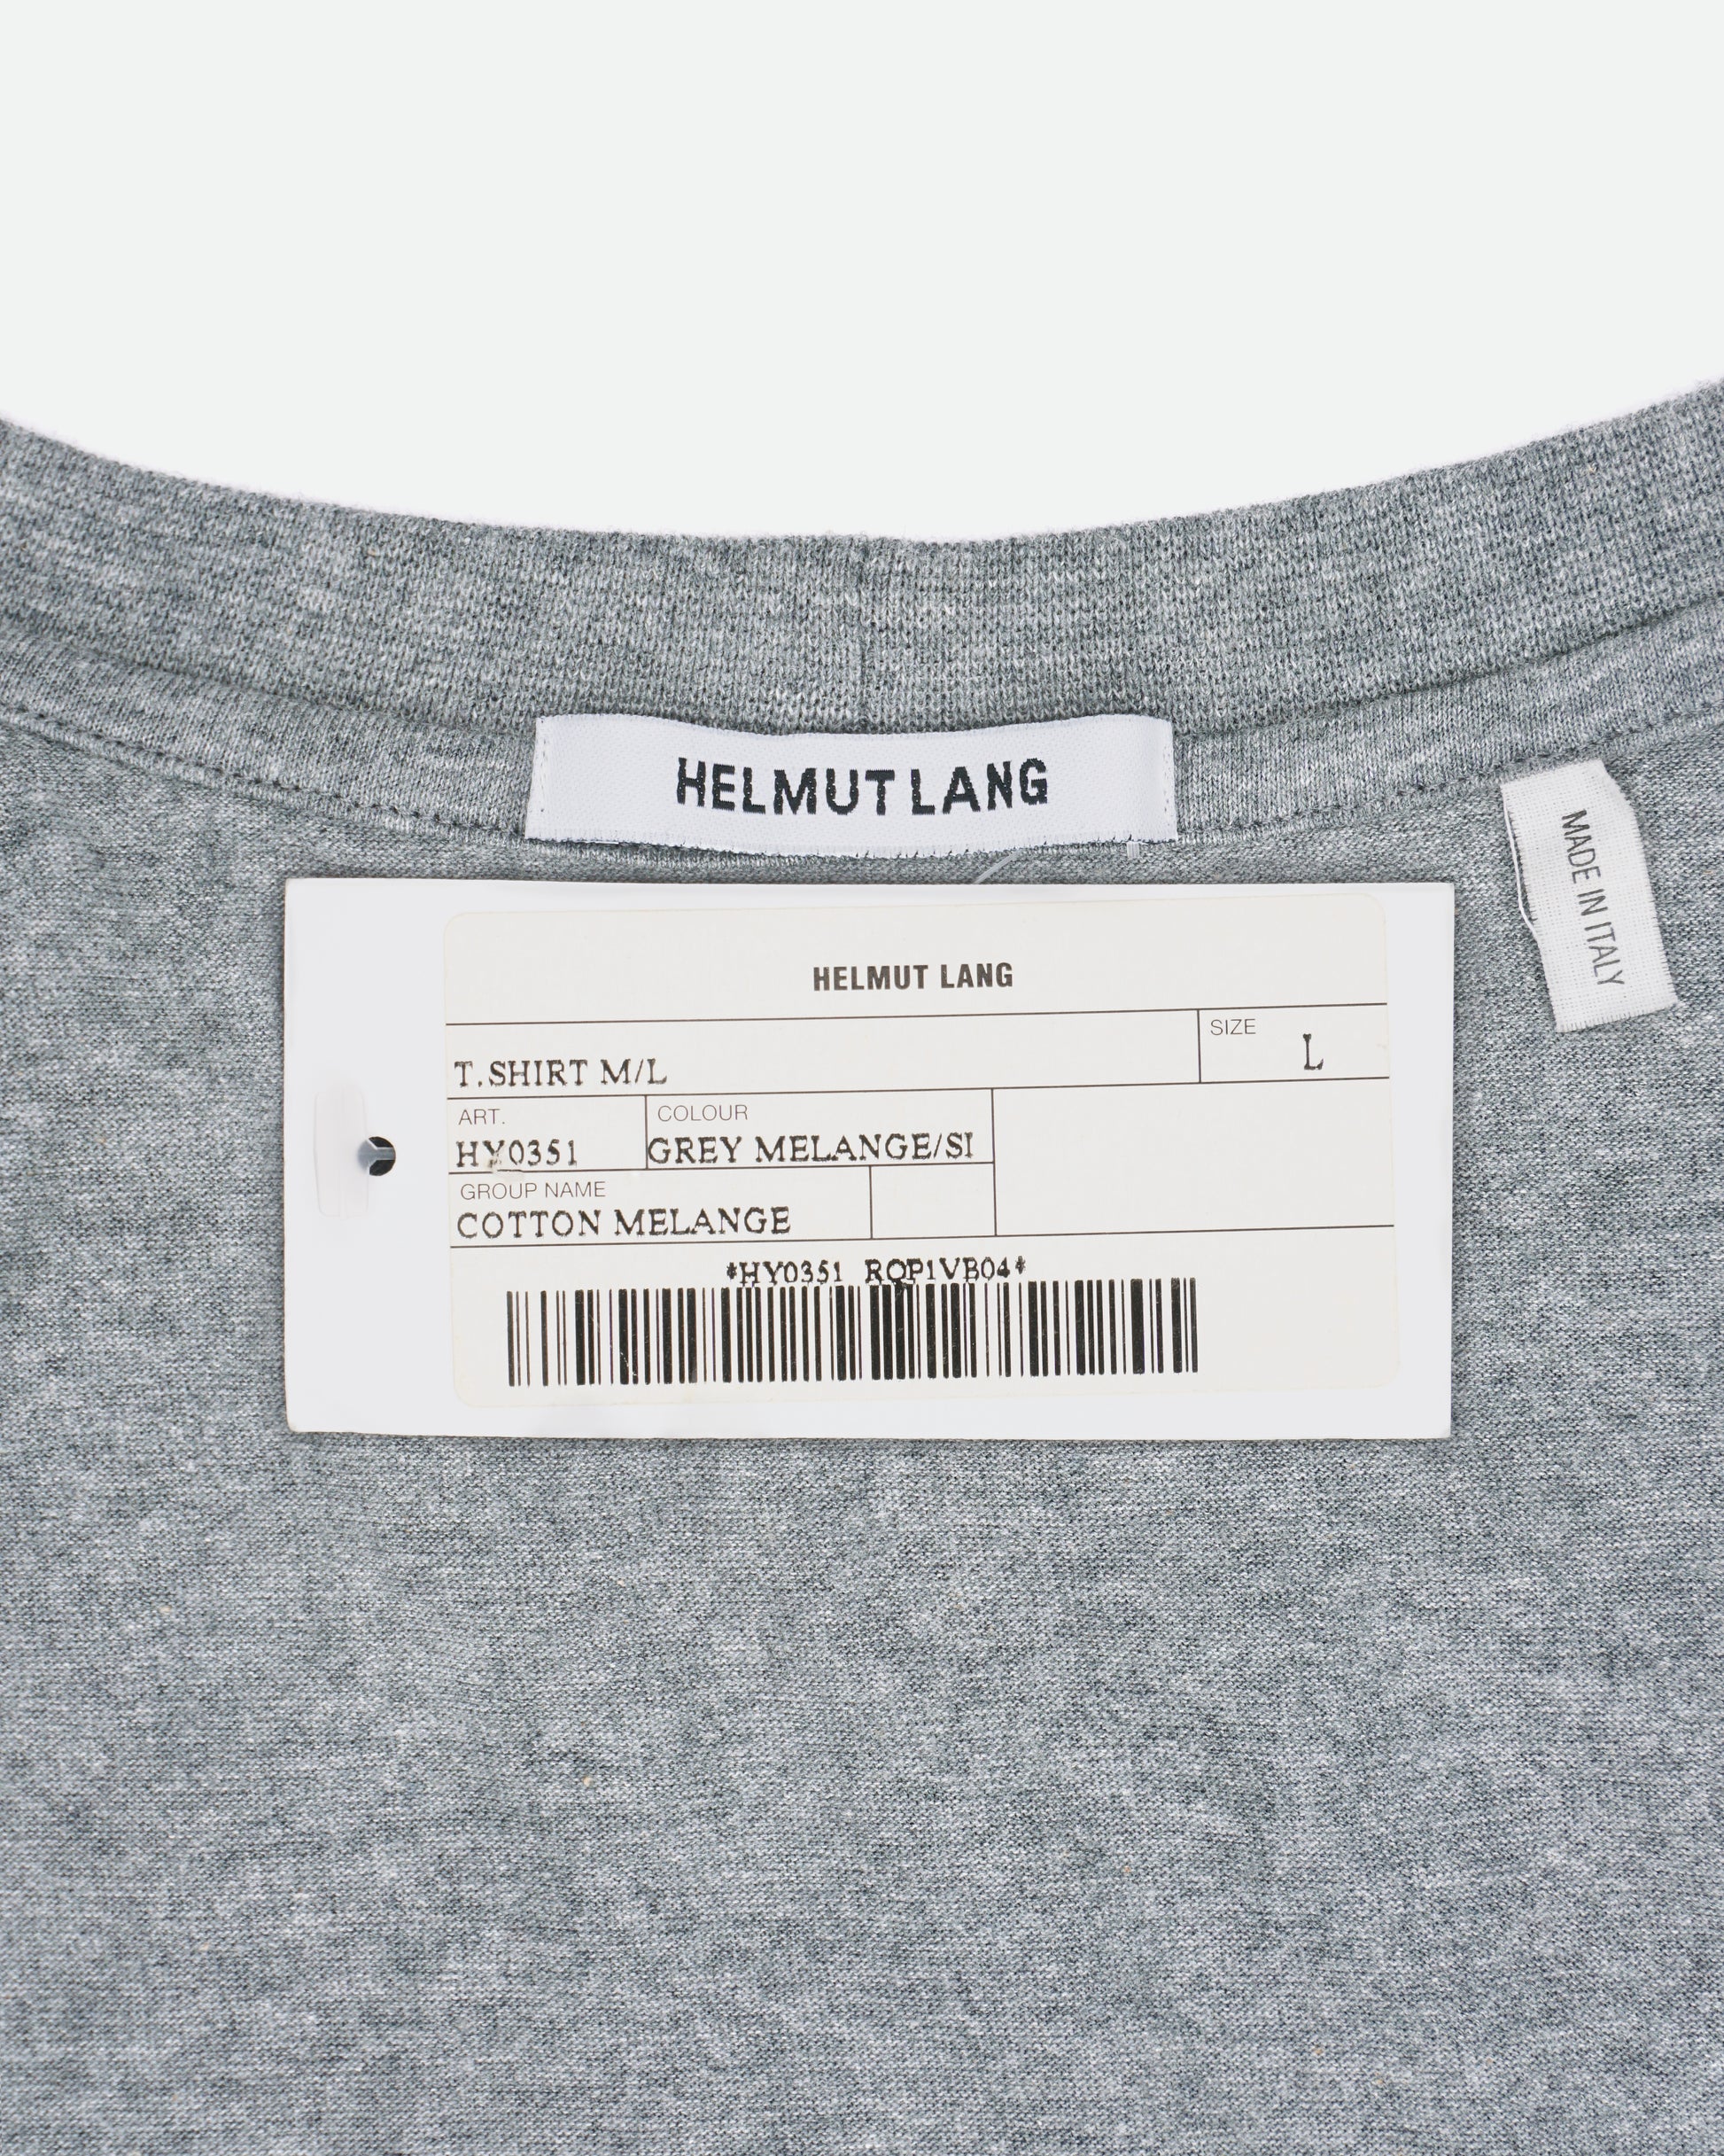 HELMUT LANG
MADE IN ITALY
HELMUT LANG
T.SHIRT M/L
SIZE L
ART.
HY0351
COLOUR
GREY MELANGE/SI
GROUP NAME
COTTON MELANGE
*HY0351 RQP1VB04*